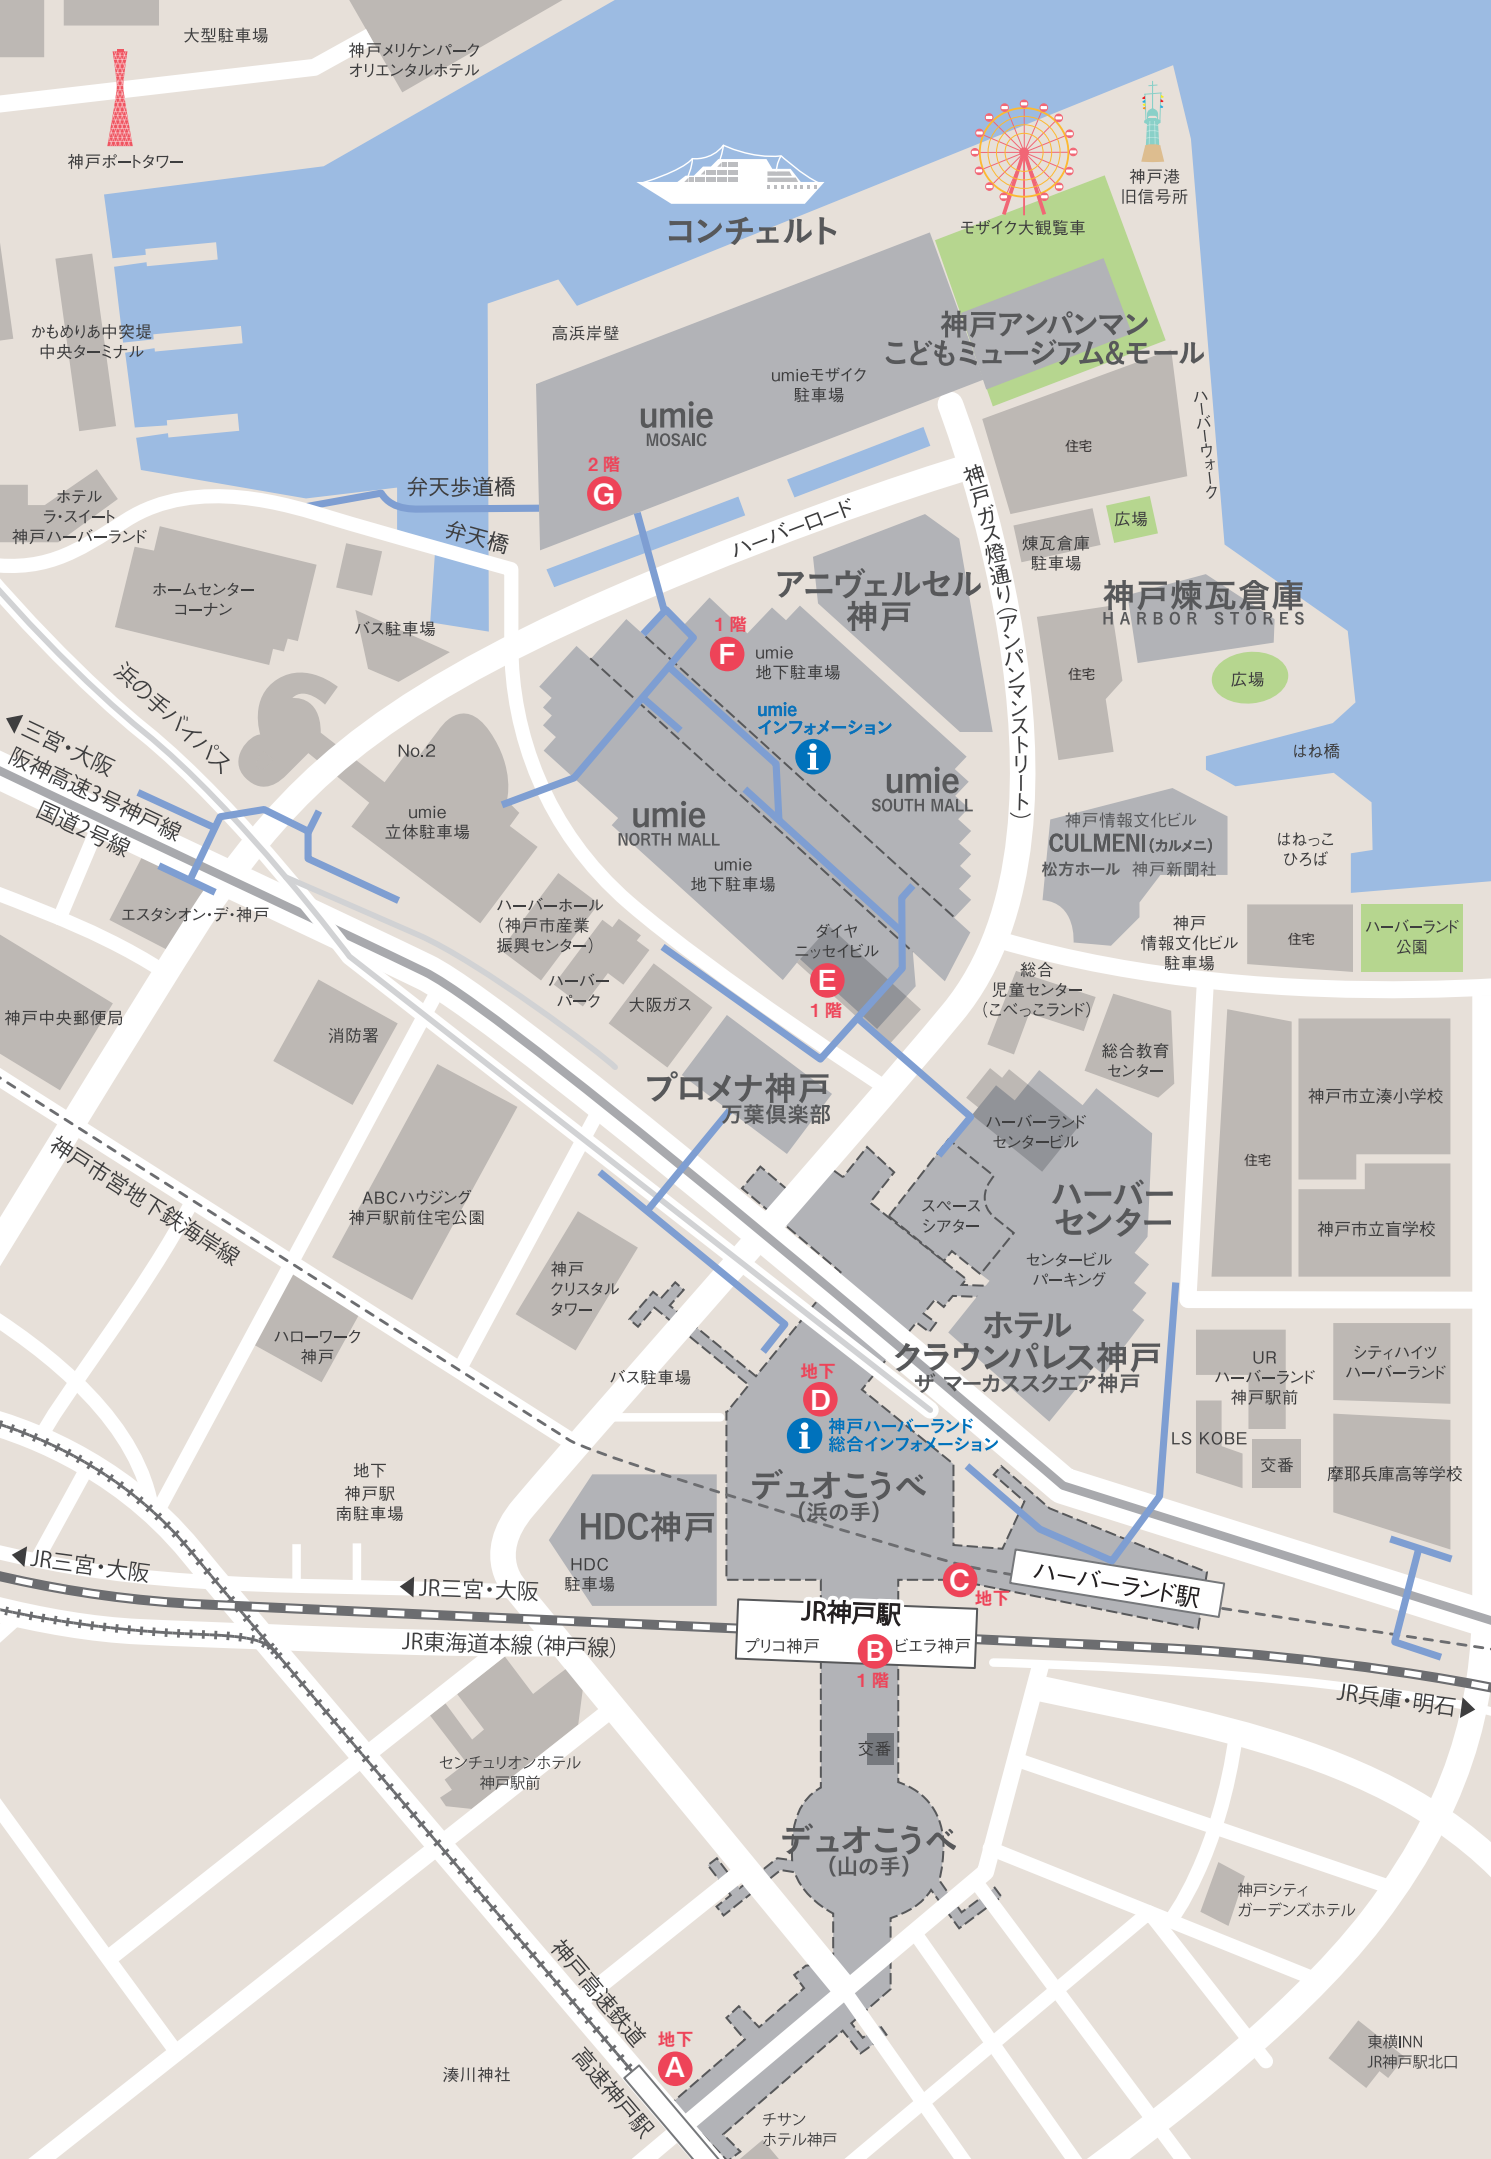 大型駐車場
神戸メリケンパーク
オリエンタルホテル
神戸ポートタワー
コンチェルト
モザイク大観覧車
神戸港
旧信号所
かもめりあ中突堤
中央ターミナル
高浜岸壁
神戸アンパンマン
こどもミュージアム&モール
umieモザイク
駐車場
umie
MOSAIC
2階
G
住宅
ハーバーウォーク
弁天歩道橋
弁天橋
ホテル
ラ・スイート
神戸ハーバーランド
ハーバーロード
神戸ガス燈通り(アンパンマンストリート)
広場
煉瓦倉庫
駐車場
ホームセンター
コーナン
バス駐車場
アニヴェルセル
神戸
神戸煉瓦倉庫
HARBOR STORES
1階
F
umie
地下駐車場
住宅
広場
浜の手バイパス
umie
インフォメーション
i
◀三宮・大阪
阪神高速3号神戸線
国道2号線
No.2
umie
立体駐車場
umie
SOUTH MALL
umie
NORTH MALL
umie
地下駐車場
はね橋
神戸情報文化ビル
CULMENI(カルメニ)
松方ホール 神戸新聞社
はねっこ
ひろば
エスタシオン・デ・神戸
ハーバーホール
(神戸市産業
振興センター)
ダイヤ
ニッセイビル
E
1階
神戸
情報文化ビル
駐車場
住宅
ハーバーランド
公園
ハーバー
パーク
大阪ガス
総合
児童センター
(こべっこランド)
神戸中央郵便局
消防署
総合教育
センター
プロメナ神戸
万葉倶楽部
ハーバーランド
センタービル
神戸市立湊小学校
神戸市営地下鉄海岸線
ABCハウジング
神戸駅前住宅公園
スペース
シアター
ハーバー
センター
住宅
神戸市立盲学校
神戸
クリスタル
タワー
センタービル
パーキング
ハローワーク
神戸
ホテル
クラウンパレス神戸
ザ マーカススクエア神戸
バス駐車場
地下
D
i
神戸ハーバーランド
総合インフォメーション
UR
ハーバーランド
神戸駅前
シティハイツ
ハーバーランド
LS KOBE
交番
摩耶兵庫高等学校
地下
神戸駅
南駐車場
デュオこうべ
(浜の手)
HDC神戸
HDC
駐車場
◀JR三宮・大阪
◀JR三宮・大阪
C
地下
ハーバーランド駅
JR神戸駅
プリコ神戸
B
ビエラ神戸
1階
JR東海道本線(神戸線)
JR兵庫・明石▶
交番
センチュリオンホテル
神戸駅前
デュオこうべ
(山の手)
神戸シティ
ガーデンズホテル
神戸高速鉄道
高速神戸駅
地下
A
湊川神社
東横INN
JR神戸駅北口
チサン
ホテル神戸